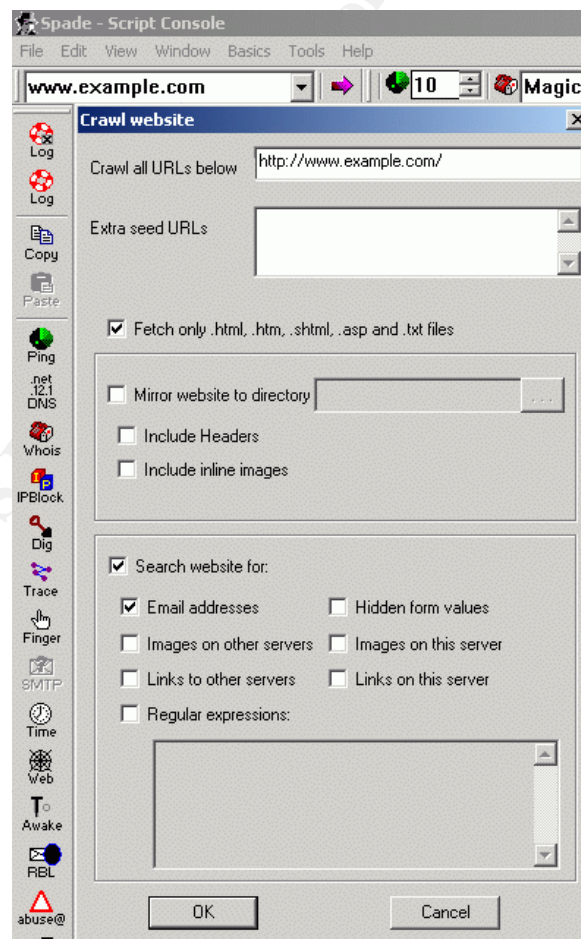 Spade - Script Console
File Edit View Window Basics Tools Help
www.example.com 10 Magic
Crawl website
Log
Crawl all URLs below http://www.example.com/
Log
Extra seed URLs
Copy
Paste
Fetch only .html, .htm, .shtml, .asp and .txt files
Ping
.net
.12.1
DNS
Mirror website to directory ...
Include Headers
Whois
Include inline images
IPBlock
IP
Dig
Search website for:
Trace
Email addresses Hidden form values
Finger
Images on other servers Images on this server
SMTP
Links to other servers Links on this server
Regular expressions:
Time
Web
Awake
RBL
OK Cancel
abuse@